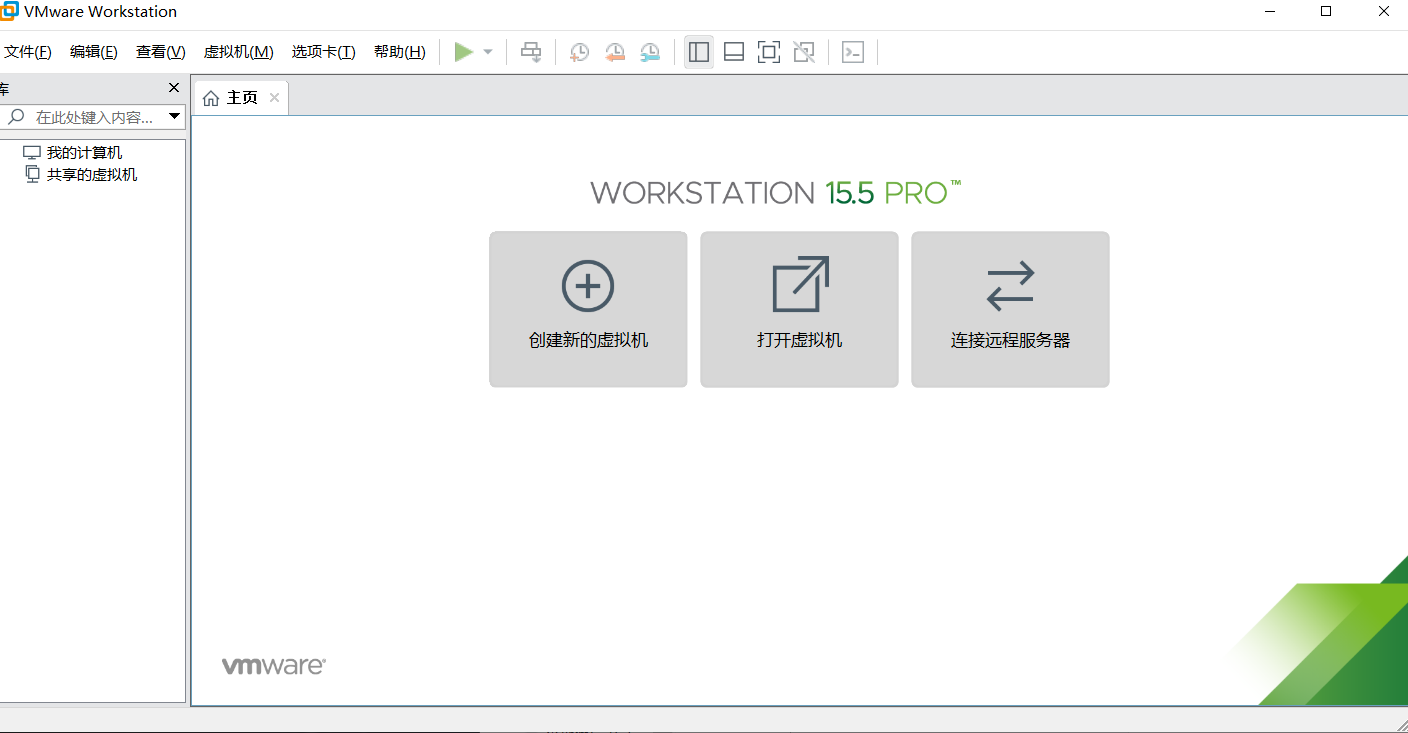 VMware Workstation
文件(F) 编辑(E) 查看(V) 虚拟机(M) 选项卡(T) 帮助(H)
库
主页
在此处键入内容...
我的计算机
共享的虚拟机
WORKSTATION 15.5 PRO™
创建新的虚拟机
打开虚拟机
连接远程服务器
vmware®